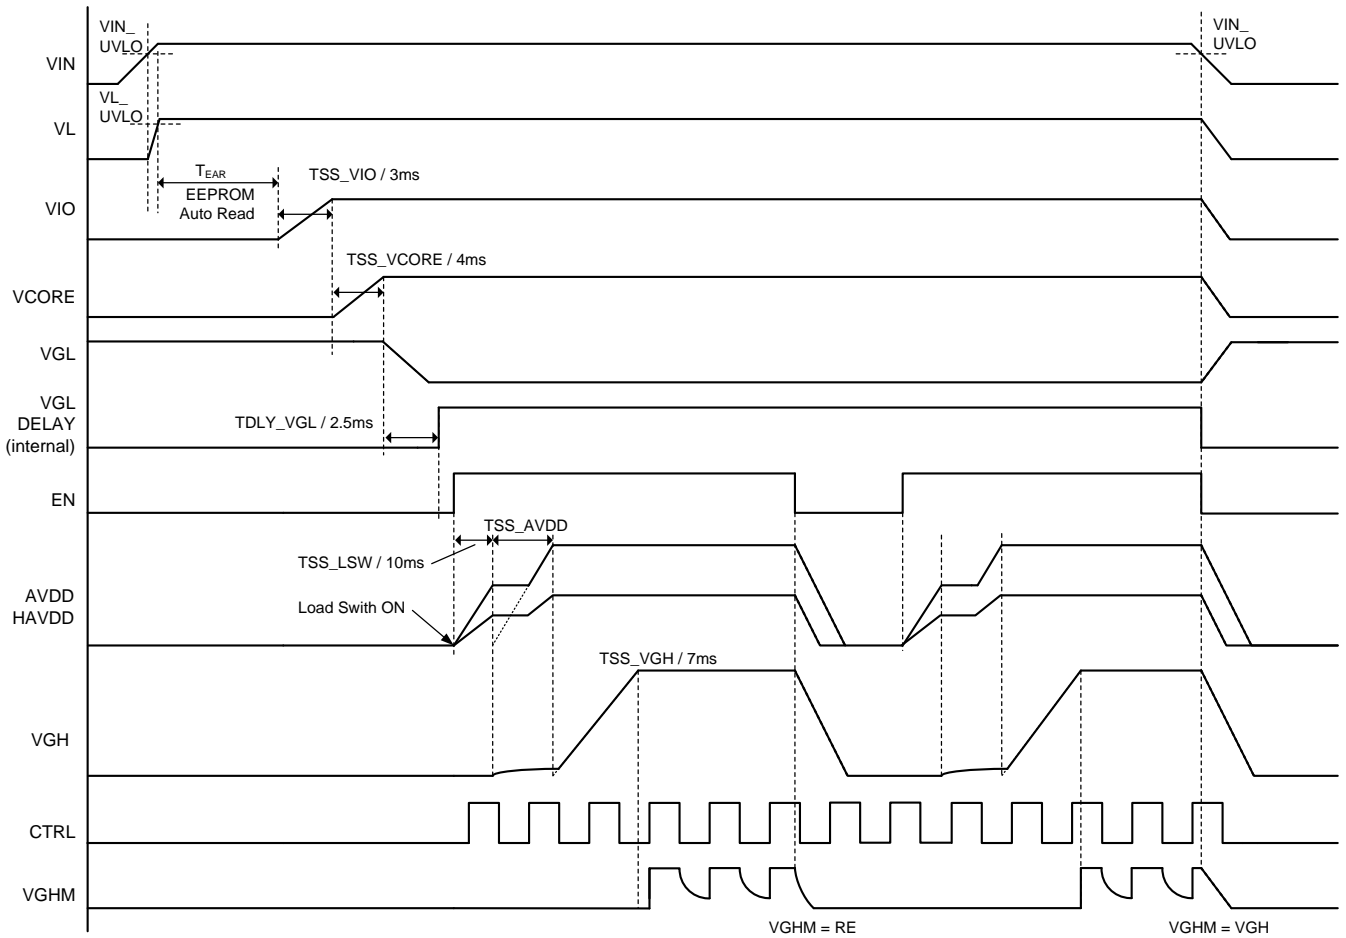 VIN_
UVLO
VIN_
UVLO
VIN
VL_
UVLO
VL
TEAR
EEPROM
Auto Read
TSS_VIO / 3ms
VIO
TSS_VCORE / 4ms
VCORE
VGL
VGL
DELAY
(internal)
TDLY_VGL / 2.5ms
EN
TSS_AVDD
TSS_LSW / 10ms
AVDD
HAVDD
Load Swith ON
TSS_VGH / 7ms
VGH
CTRL
VGHM
VGHM = RE
VGHM = VGH